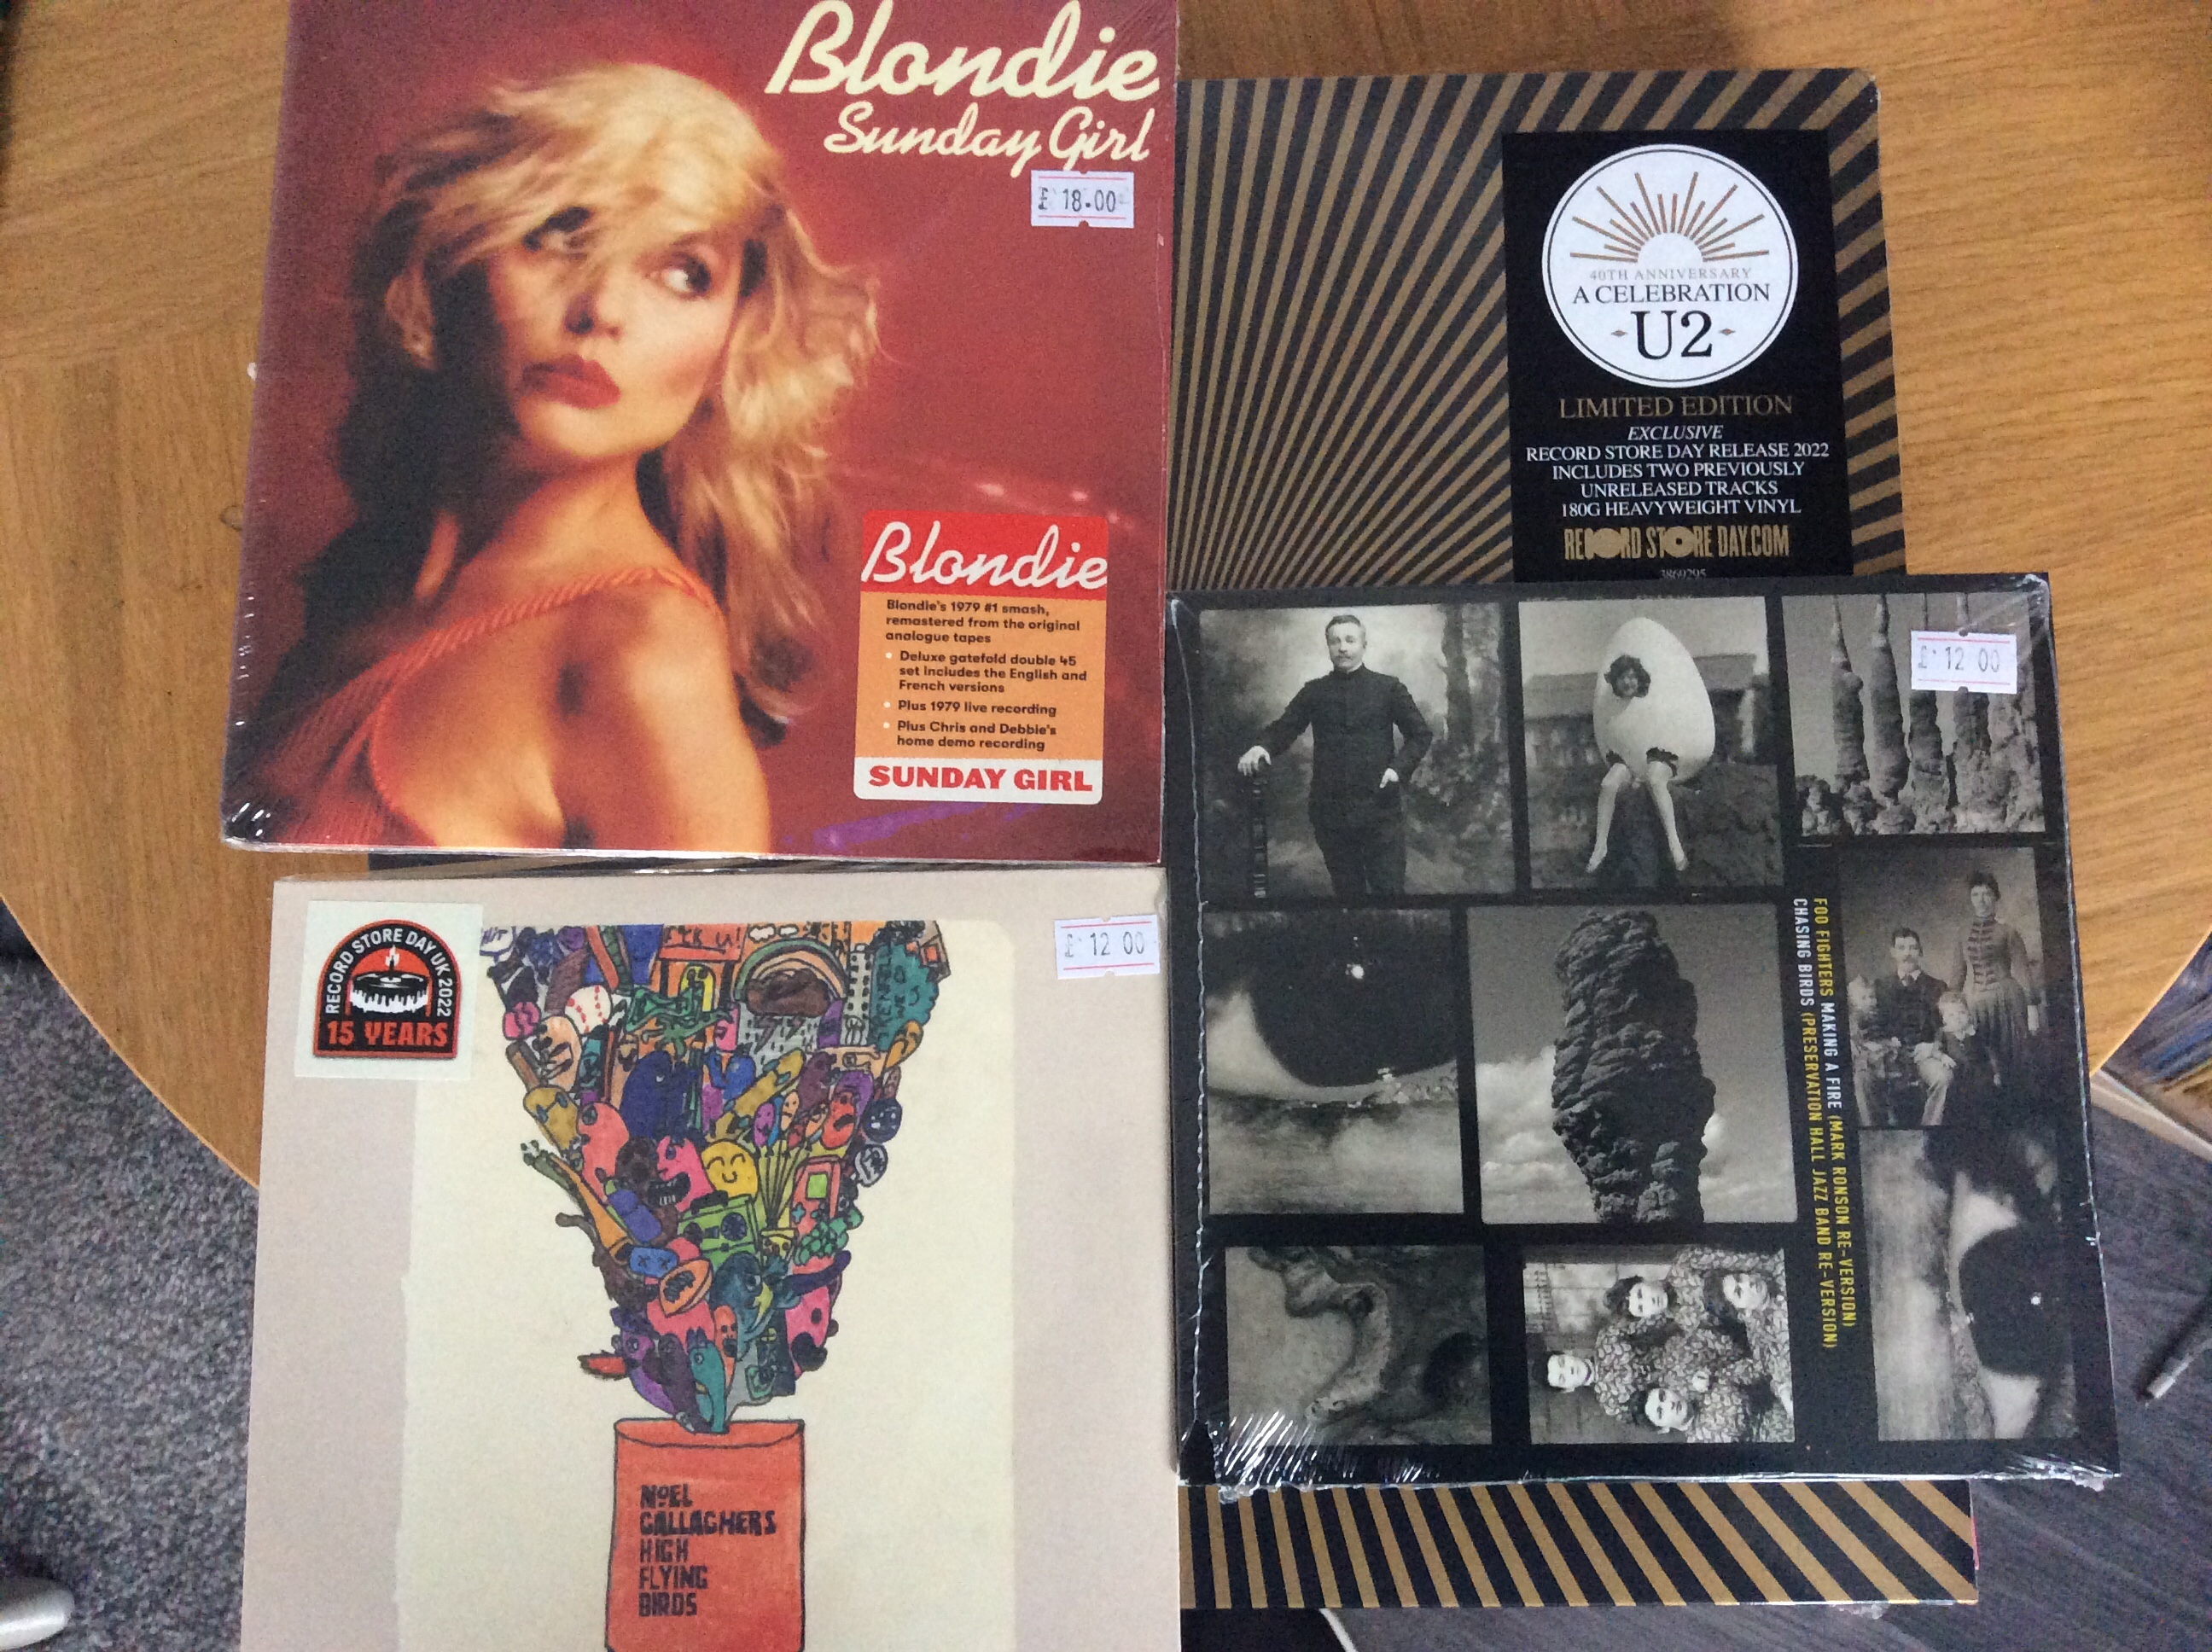 Blondie
Sunday Girl
£ 18.00
Blondie
Blondie's 1979 #1 smash,
remastered from the original
analogue tapes
• Deluxe gatefold double 45
set includes the English and
French versions
• Plus 1979 live recording
• Plus Chris and Debbie's
home demo recording
SUNDAY GIRL
40TH ANNIVERSARY
A CELEBRATION
U2
LIMITED EDITION
EXCLUSIVE
RECORD STORE DAY RELEASE 2022
INCLUDES TWO PREVIOUSLY
UNRELEASED TRACKS
180G HEAVYWEIGHT VINYL
RECORD STORE DAY.COM
3869295
RECORD STORE DAY UK 2022
15 YEARS
£ 12 00
NOEL
GALLAGHERS
HIGH
FLYING
BIRDS
£ 12 00
FOO FIGHTERS MAKING A FIRE (MARK RONSON RE-VERSION)
CHASING BIRDS (PRESERVATION HALL JAZZ BAND RE-VERSION)